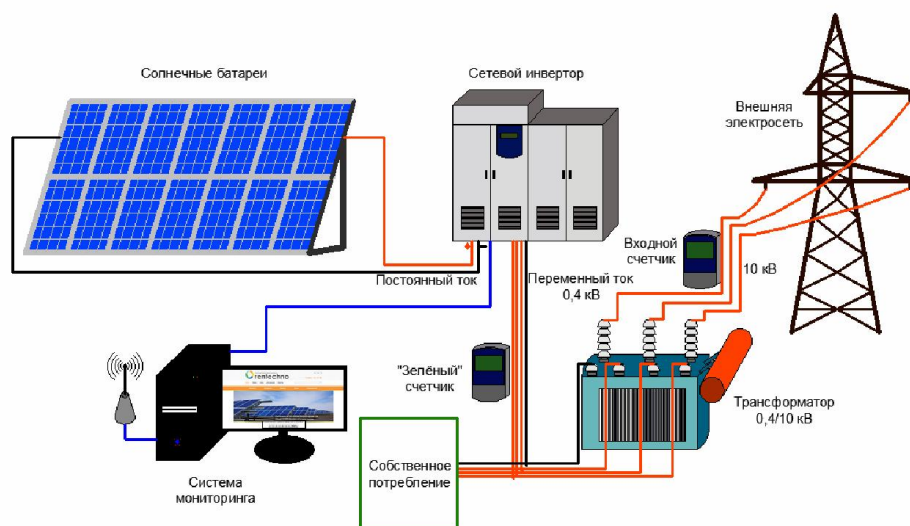 Солнечные батареи
Сетевой инвертор
Внешняя
электросеть
Входной
счетчик
10 кВ
Постоянный ток
Переменный ток
0,4 кВ
"Зелёный"
счетчик
Трансформатор
0,4/10 кВ
Собственное
потребление
Система
мониторинга
rentechno